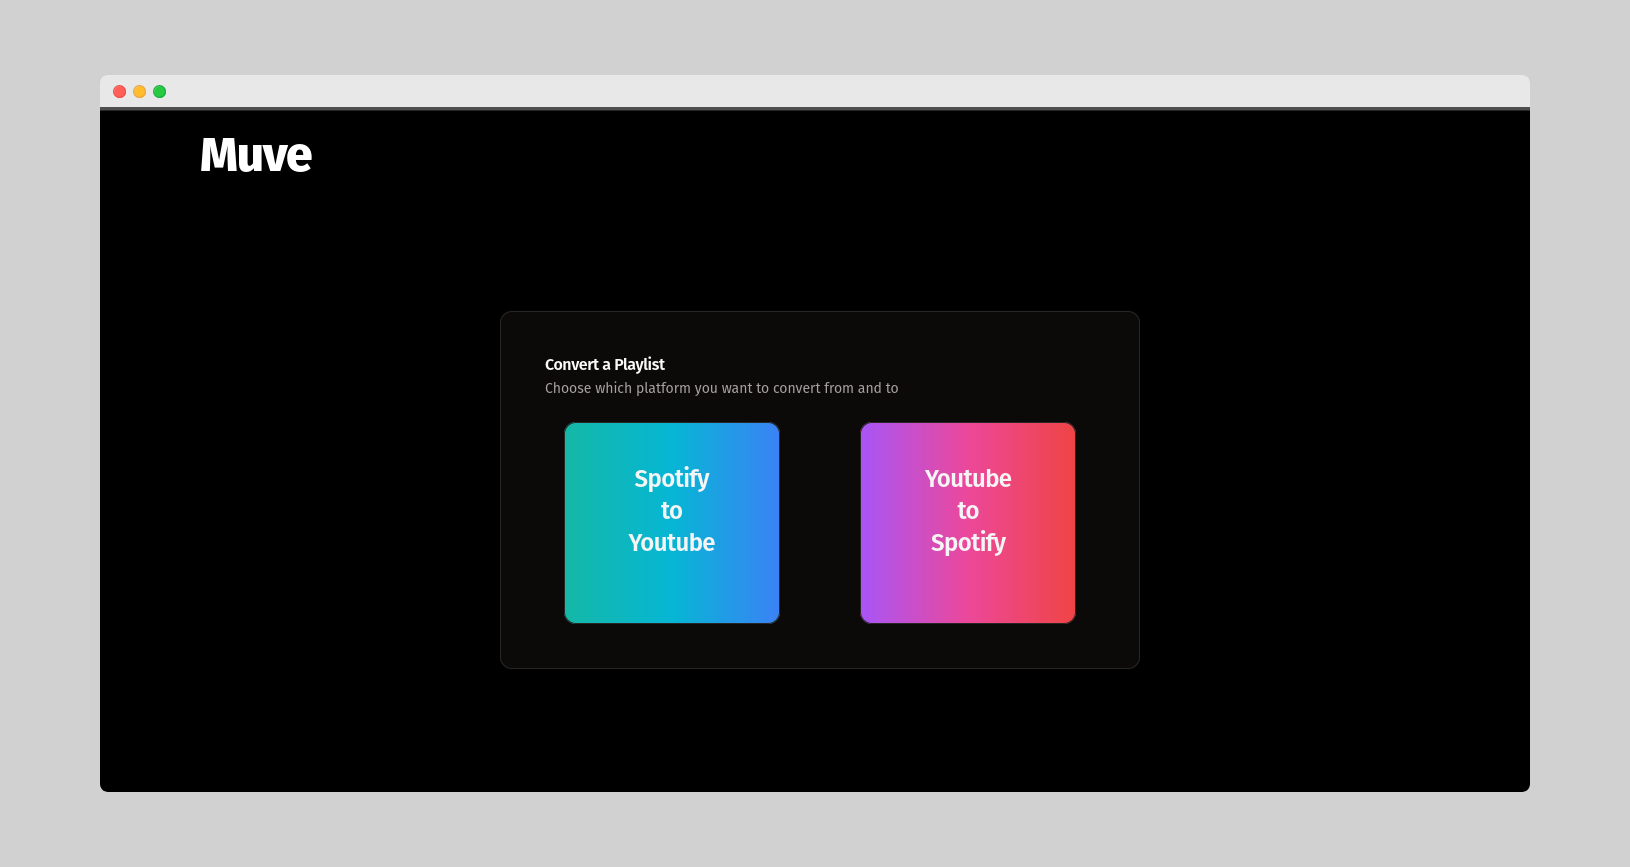 Muve
Convert a Playlist
Choose which platform you want to convert from and to
Spotify
to
Youtube
Youtube
to
Spotify